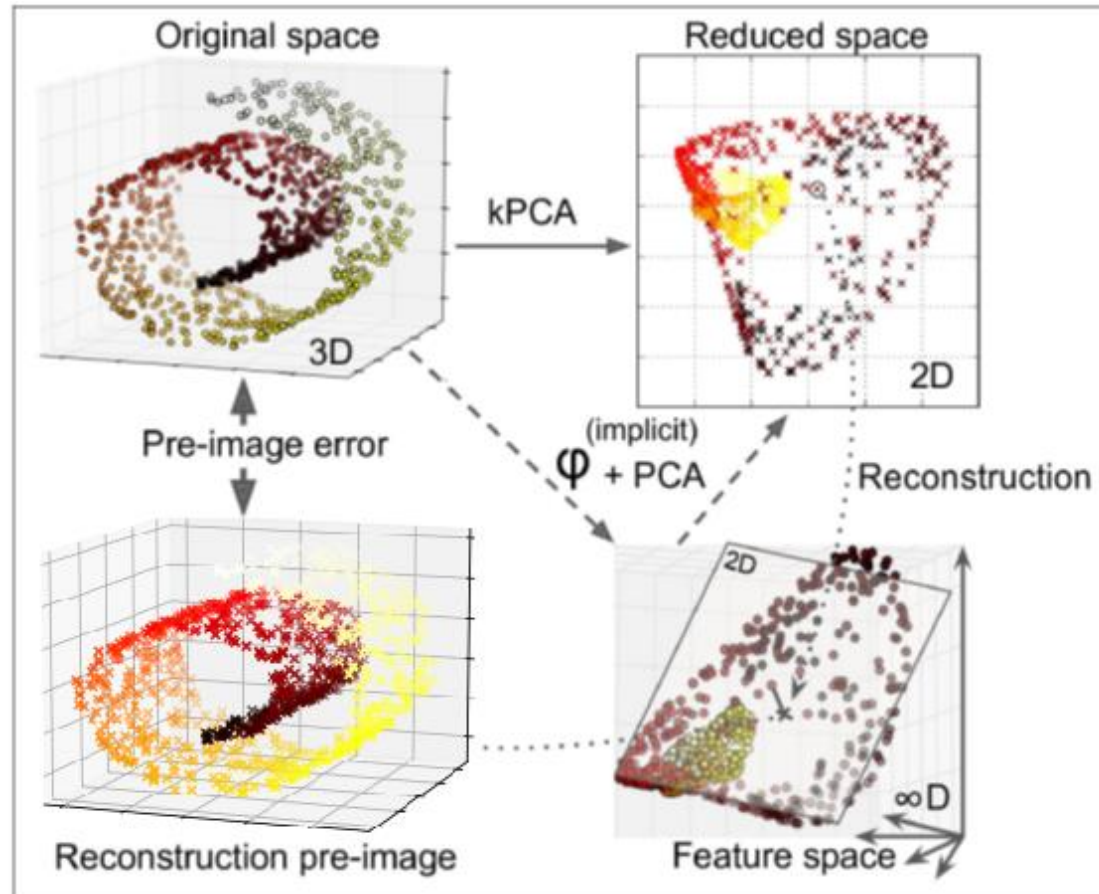 Original space
Reduced space
kPCA
3D
2D
Pre-image error
(implicit)
φ + PCA
Reconstruction
2D
∞D
Reconstruction pre-image
Feature space